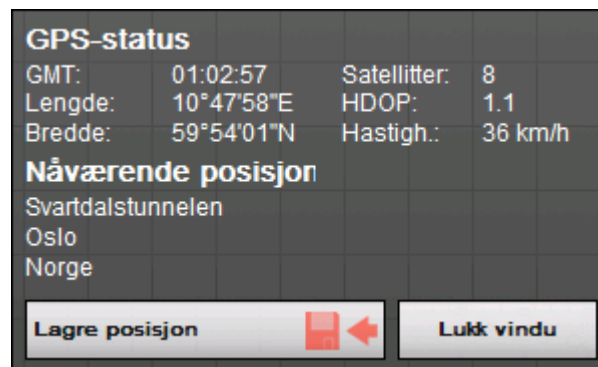 GPS-status
GMT: 01:02:57 Satellitter: 8
Lengde: 10°47'58"E HDOP: 1.1
Bredde: 59°54'01"N Hastigh.: 36 km/h
Nåværende posisjon
Svartdalstunnelen
Oslo
Norge
Lagre posisjon Lukk vindu